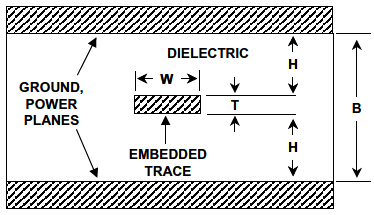 DIELECTRIC
H
W
GROUND,
POWER
PLANES
T
B
EMBEDDED
TRACE
H